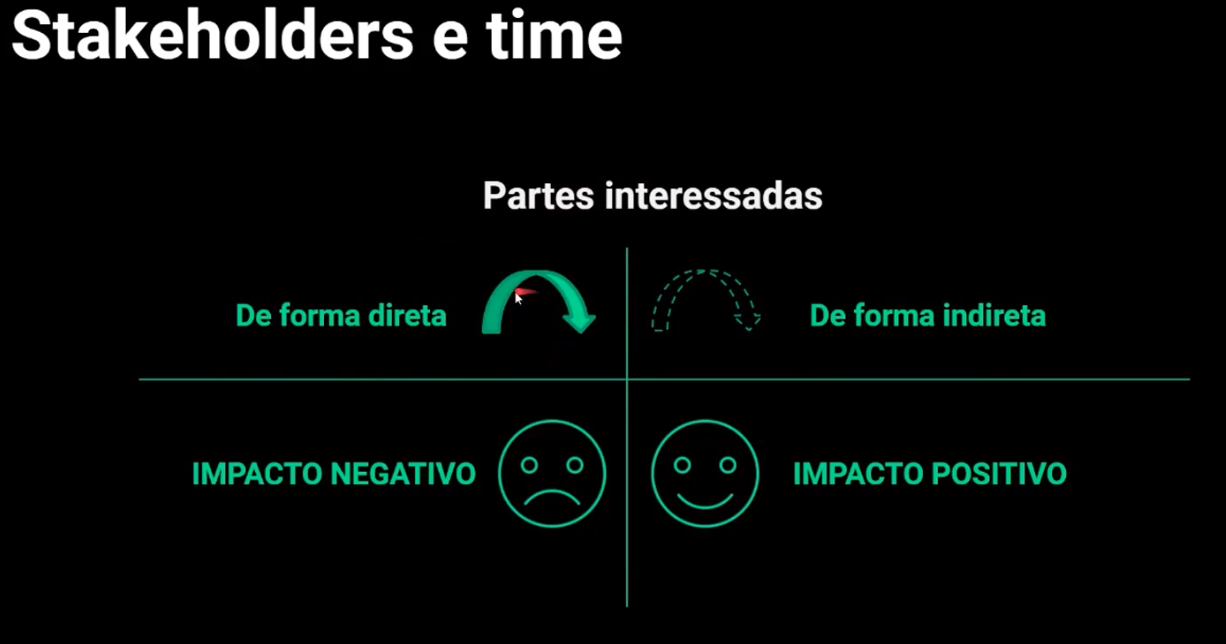 Stakeholders e time
Partes interessadas
De forma direta
De forma indireta
IMPACTO NEGATIVO
IMPACTO POSITIVO